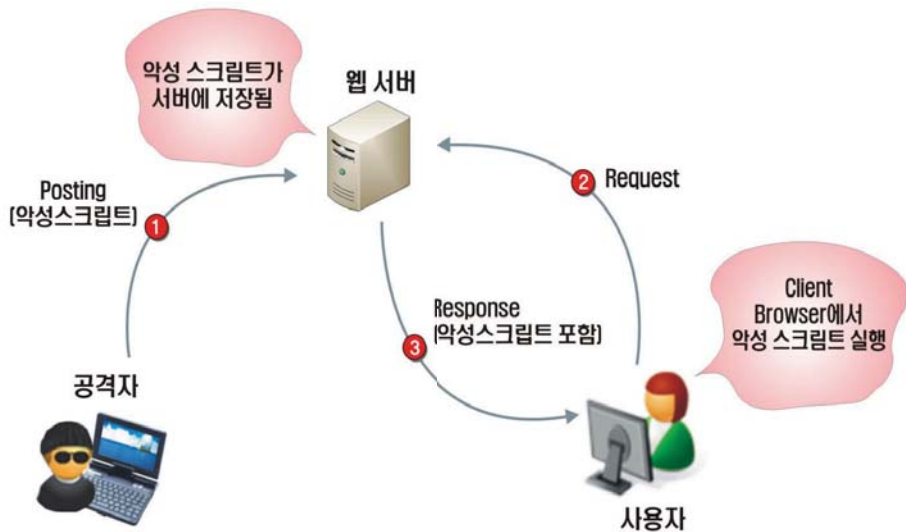 악성 스크림트가
서버에 저장됨
웹 서버
Posting
(악성스크립트)
1
2
Request
Response
(악성스크립트 포함)
3
Client
Browser에서
악성 스크림트 실행
공격자
사용자